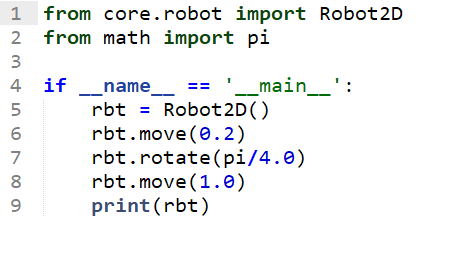 1 from core.robot import Robot2D
2 from math import pi
3
4 if __name__ == '__main__':
5     rbt = Robot2D()
6     rbt.move(0.2)
7     rbt.rotate(pi/4.0)
8     rbt.move(1.0)
9     print(rbt)